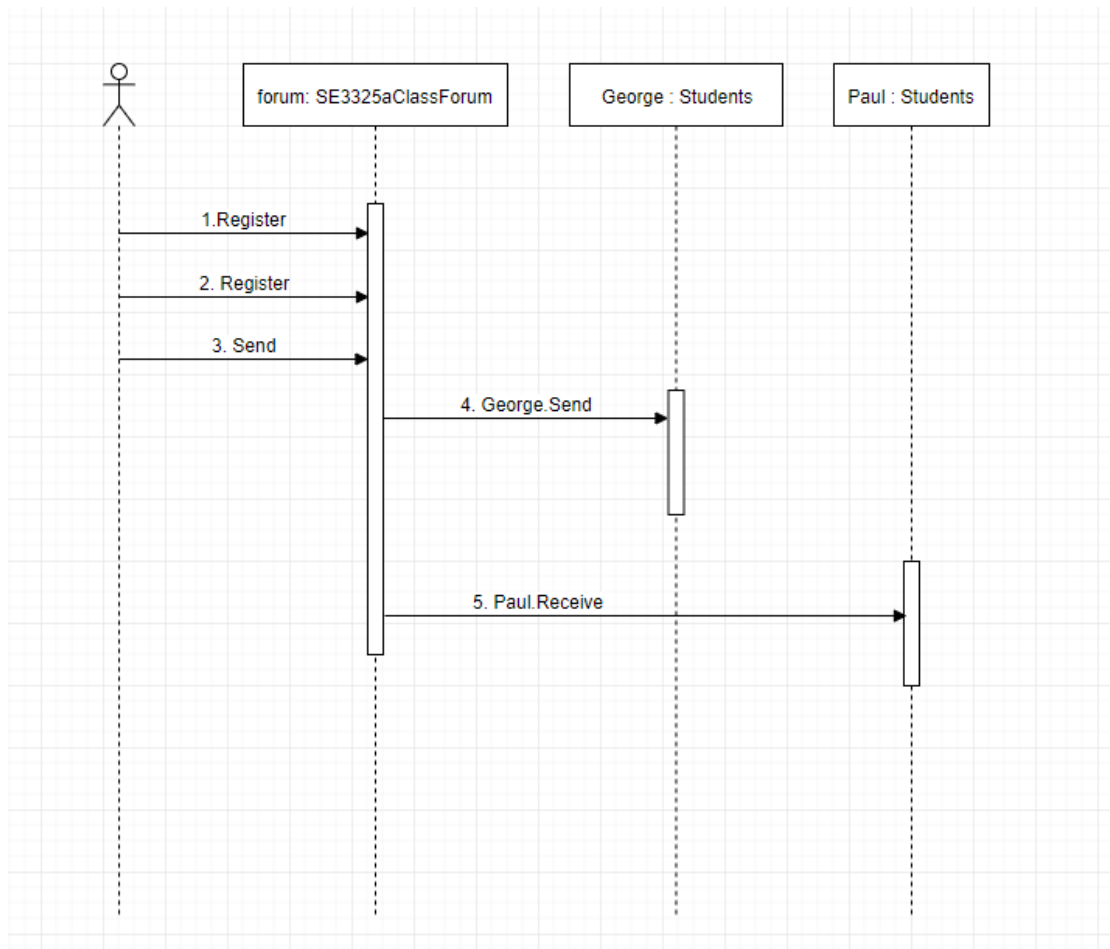 forum: SE3325aClassForum
George : Students
Paul : Students
1.Register
2. Register
3. Send
4. George.Send
5. Paul.Receive